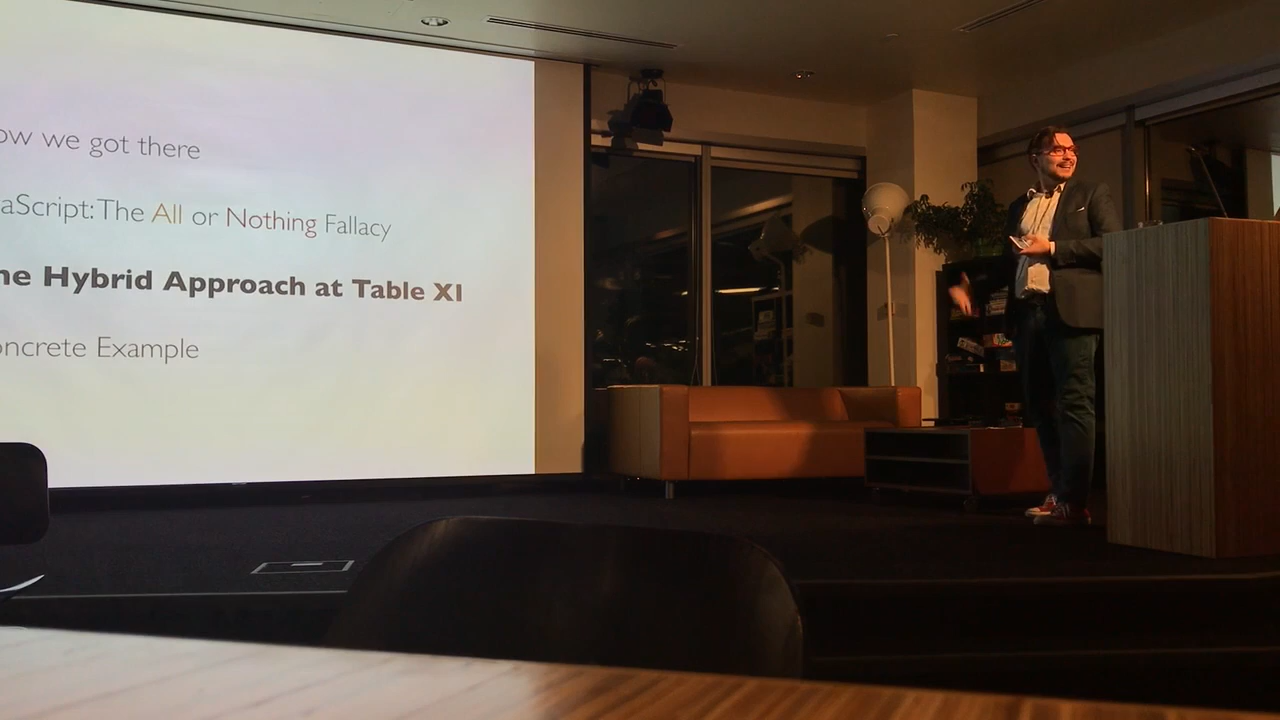 ow we got there
aScript: The All or Nothing Fallacy
ne Hybrid Approach at Table XI
oncrete Example